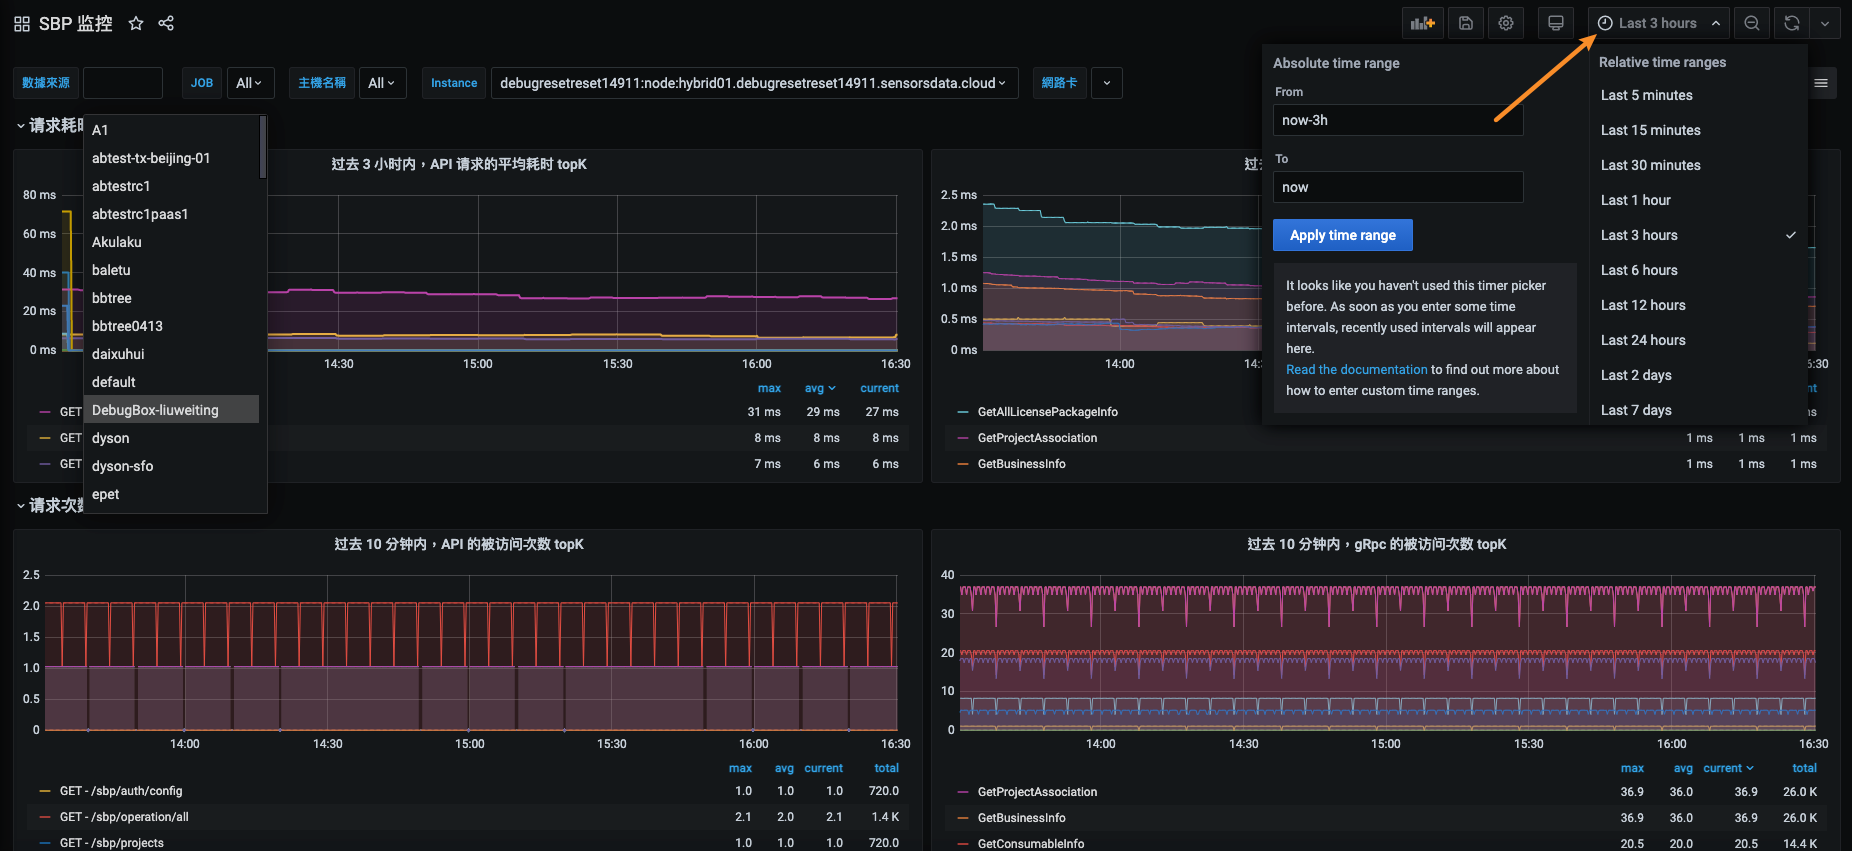 SBP 监控
Last 3 hours
數據來源
JOB
All
主機名稱
All
Instance
debugresetreset14911:node:hybrid01.debugresetreset14911.sensorsdata.cloud
網路卡
A1
abtest-tx-beijing-01
abtestrc1
abtestrc1paas1
Akulaku
baletu
bbtree
bbtree0413
daixuhui
default
DebugBox-liuweiting
dyson
dyson-sfo
epet
Absolute time range
From
now-3h
To
now
Apply time range
It looks like you haven't used this timer picker
before. As soon as you enter some time
intervals, recently used intervals will appear
here.
Read the documentation to find out more about
how to enter custom time ranges.
Relative time ranges
Last 5 minutes
Last 15 minutes
Last 30 minutes
Last 1 hour
Last 3 hours
Last 6 hours
Last 12 hours
Last 24 hours
Last 2 days
Last 7 days
请求耗
过去 3 小时内，API 请求的平均耗时 topK
80 ms
60 ms
40 ms
20 ms
0 ms
14:30
15:00
15:30
16:00
16:30
max avg current
GET 31 ms 29 ms 27 ms
GET 8 ms 8 ms 8 ms
GET 7 ms 6 ms 6 ms
过
2.5 ms
2.0 ms
1.5 ms
1.0 ms
0.5 ms
0 ms
14:00
14:
:30
nt
GetAllLicensePackageInfo ms
GetProjectAssociation 1 ms 1 ms 1 ms
GetBusinessInfo 1 ms 1 ms 1 ms
请求次
过去 10 分钟内，API 的被访问次数 topK
2.5
2.0
1.5
1.0
0.5
0
14:00
14:30
15:00
15:30
16:00
16:30
max avg current total
GET - /sbp/auth/config 1.0 1.0 1.0 720.0
GET - /sbp/operation/all 2.1 2.0 2.1 1.4 K
GET - /sbp/projects 1.0 1.0 1.0 720.0
过去 10 分钟内，gRpc 的被访问次数 topK
40
30
20
10
0
14:00
14:30
15:00
15:30
16:00
16:30
max avg current total
GetProjectAssociation 36.9 36.0 36.9 26.0 K
GetBusinessInfo 36.9 36.0 36.9 26.0 K
GetConsumableInfo 20.5 20.0 20.5 14.4 K